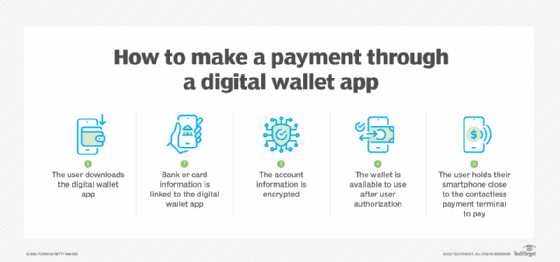 How to make a payment through
a digital wallet app
1
The user downloads
the digital wallet
app
2
Bank or card
information is
linked to the digital
wallet app
3
The account
information is
encrypted
4
The wallet is
available to use
after user
authorization
5
The user holds their
smartphone close
to the contactless
payment terminal
to pay
TechTarget